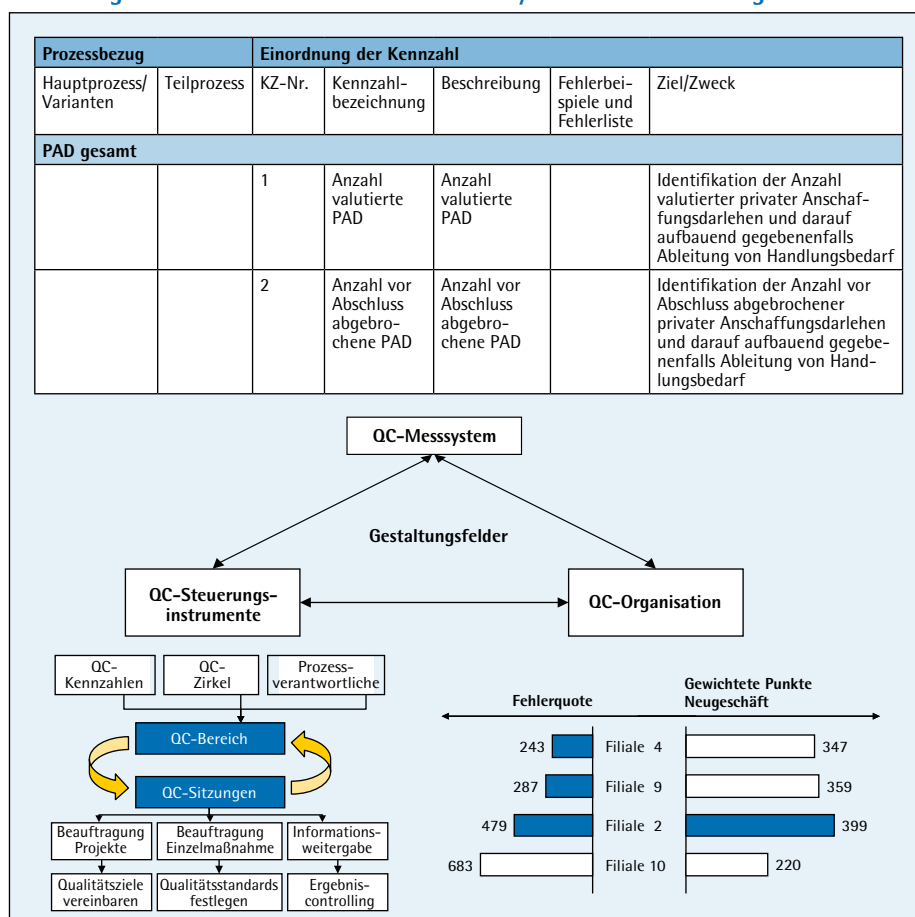 Prozessbezug
Einordnung der Kennzahl
Hauptprozess/
Varianten
Teilprozess
KZ-Nr.
Kennzahl-
bezeichnung
Beschreibung
Fehlerbei-
spiele und
Fehlerliste
Ziel/Zweck
PAD gesamt
1
Anzahl
valutierte
PAD
Anzahl
valutierte
PAD
Identifikation der Anzahl
valutierter privater Anschaf-
fungsdarlehen und darauf
aufbauend gegebenenfalls
Ableitung von Handlungsbedarf
2
Anzahl vor
Abschluss
abgebro-
chene PAD
Anzahl vor
Abschluss
abgebro-
chene PAD
Identifikation der Anzahl vor
Abschluss abgebrochener
privater Anschaffungsdarlehen
und darauf aufbauend gegebe-
nenfalls Ableitung von Hand-
lungsbedarf
QC-Messsystem
Gestaltungsfelder
QC-Steuerungs-
instrumente
QC-Organisation
QC-
Kennzahlen
QC-
Zirkel
Prozess-
verantwortliche
QC-Bereich
QC-Sitzungen
Beauftragung
Projekte
Beauftragung
Einzelmaßnahme
Informations-
weitergabe
Qualitätsziele
vereinbaren
Qualitätsstandards
festlegen
Ergebnis-
controlling
Fehlerquote
Gewichtete Punkte
Neugeschäft
243 Filiale 4 347
287 Filiale 9 359
479 Filiale 2 399
683 Filiale 10 220